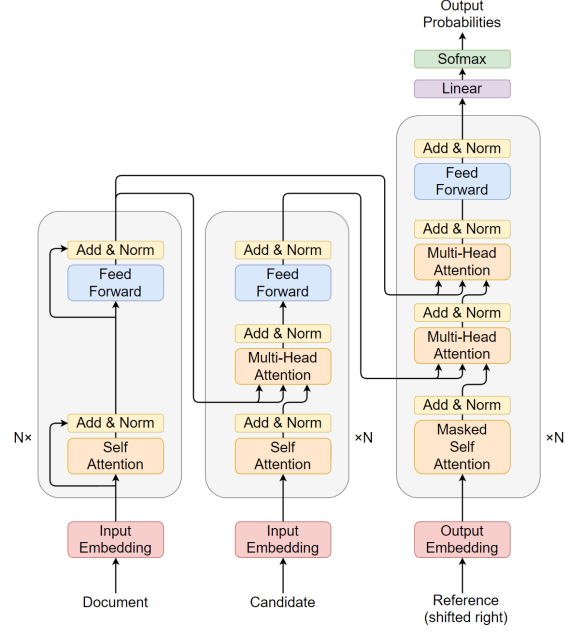 Output
Probabilities
Sofmax
Linear
Add & Norm
Feed
Forward
Add & Norm
Multi-Head
Attention
Add & Norm
Multi-Head
Attention
Add & Norm
Masked
Self
Attention
×N
Output
Embedding
Reference
(shifted right)
Add & Norm
Feed
Forward
Add & Norm
Self
Attention
N×
Input
Embedding
Document
Add & Norm
Feed
Forward
Add & Norm
Multi-Head
Attention
Add & Norm
Self
Attention
×N
Input
Embedding
Candidate